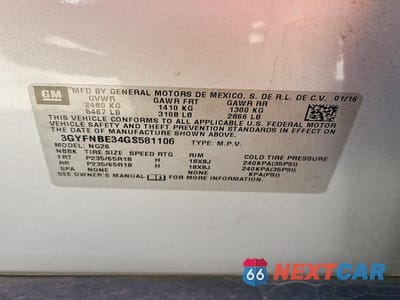 GM
MFD BY GENERAL MOTORS DE MEXICO, S. DE R.L. DE C.V. 01/16
GVWR GAWR FRT GAWR RR
2480 KG 1410 KG 1300 KG
5467 LB 3108 LB 2866 LB
THIS VEHICLE CONFORMS TO ALL APPLICABLE U.S. FEDERAL MOTOR
VEHICLE SAFETY AND THEFT PREVENTION STANDARDS IN EFFECT ON
THE DATE OF MANUFACTURE SHOWN ABOVE.
3GYFNBE34GS581106 TYPE: M.P.V.
MODEL: NG26
NBBK TIRE SIZE SPEED RTG RIM COLD TIRE PRESSURE
FRT P235/65R18 H 18X8J 240KPA(35PSI)
RR P235/65R18 H 18X8J 240KPA(35PSI)
SPA NONE NONE KPA(PSI)
SEE OWNER'S MANUAL FOR ADDITIONAL INFORMATION.
66 NEXTCAR